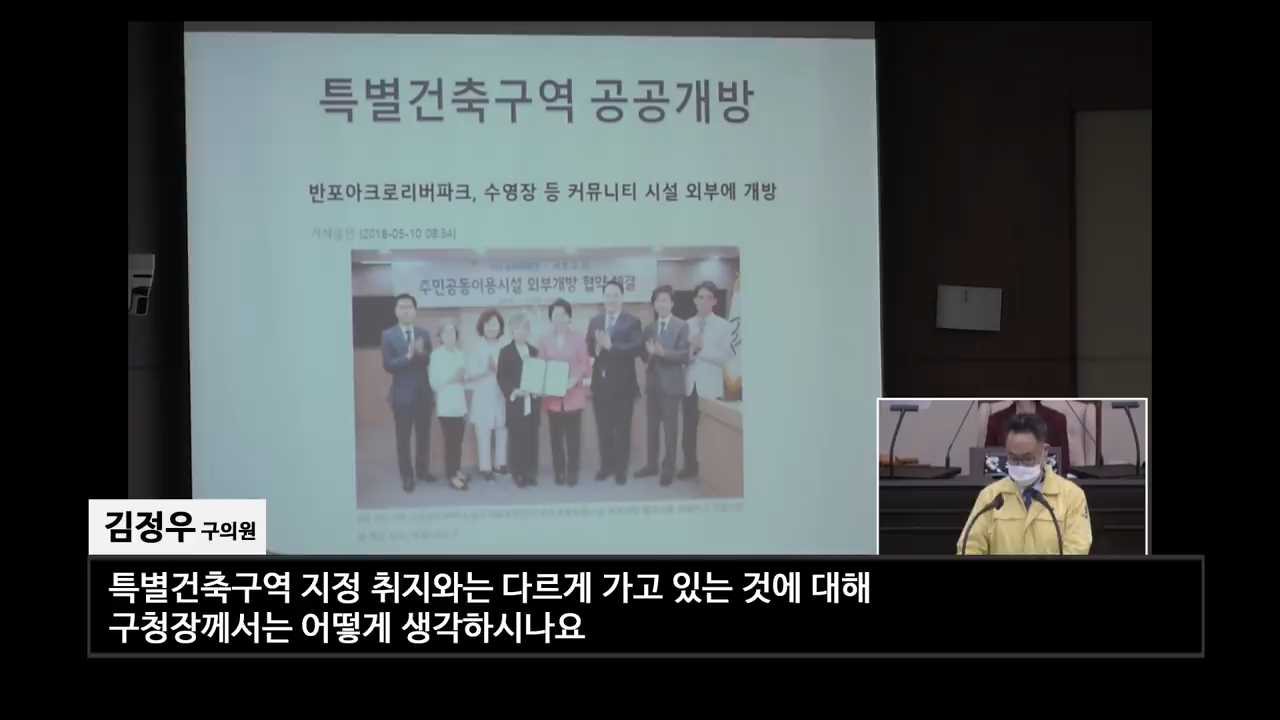 특별건축구역 공공개방
반포아크로리버파크, 수영장 등 커뮤니티 시설 외부에 개방
기사승인 [2018-05-10 08:34]
주민공동이용시설 외부개방 협약 체결
김정우 구의원
특별건축구역 지정 취지와는 다르게 가고 있는 것에 대해
구청장께서는 어떻게 생각하시나요